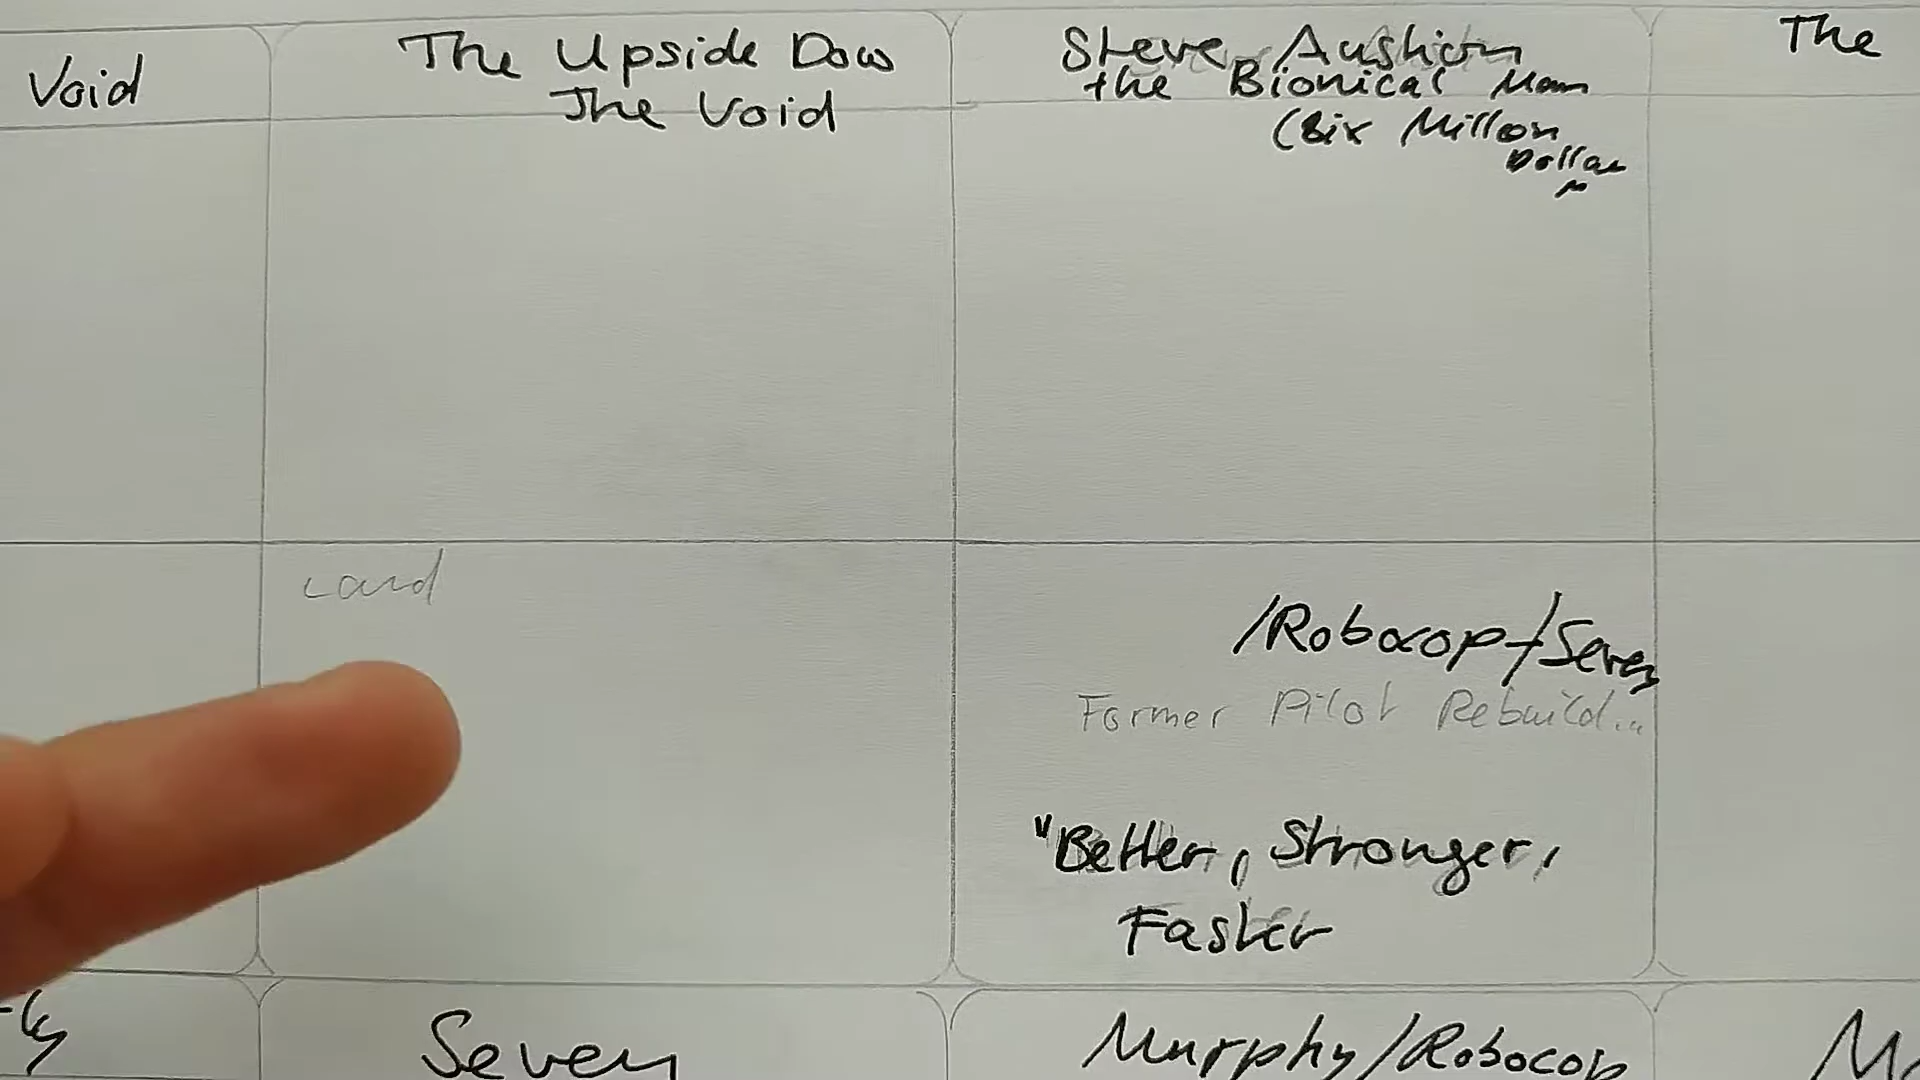 Void
The Upside Dow
The Void
Steve Aushion
the Bionical Man
(Six Millon
Dollar
The
Land
/Robocop/Seven
Former Pilot Rebuild...
"Better, Stronger,
Faster
Seven
Murphy/Robocop